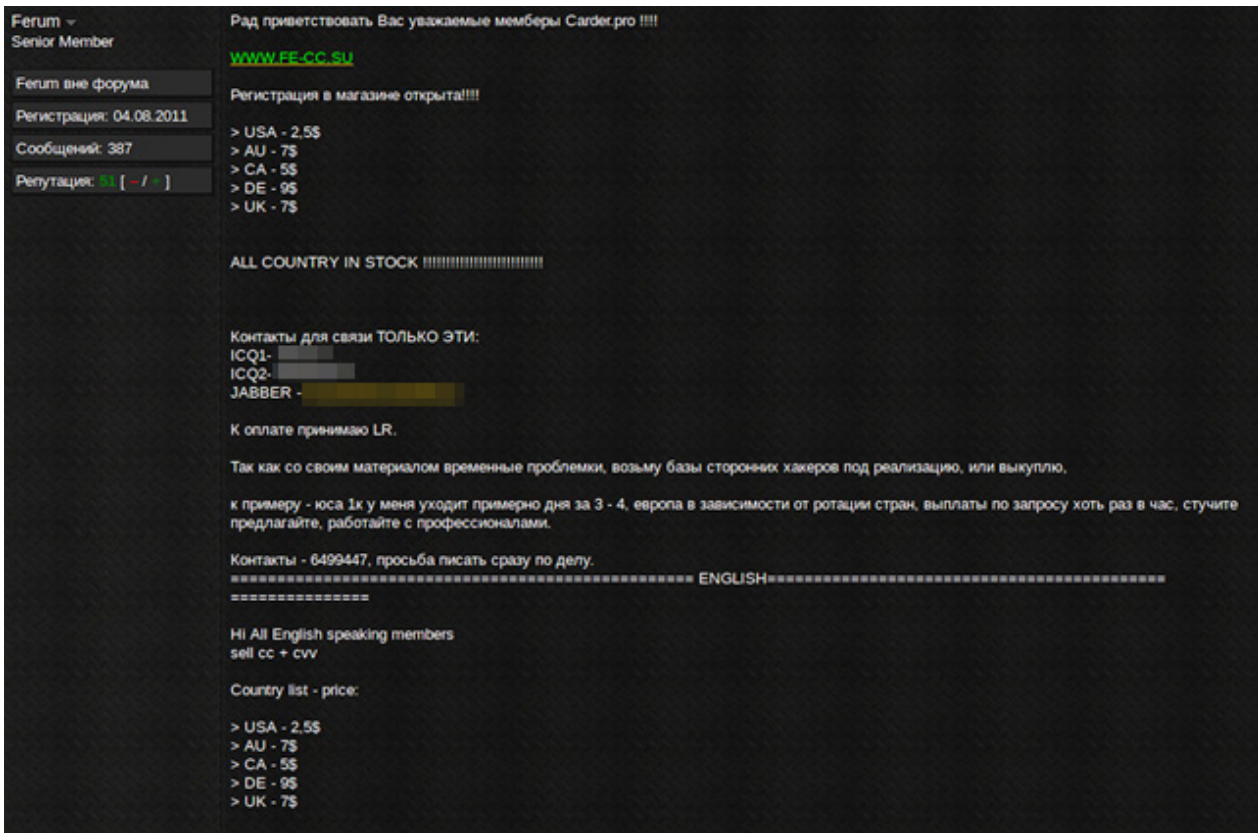 Ferum
Senior Member
Ferum вне форума
Регистрация: 04.08.2011
Сообщений: 387
Репутация: 51 [ – / + ]
Рад приветствовать Вас уважаемые мемберы Carder.pro !!!!
WWW.FE-CC.SU
Регистрация в магазине открыта!!!!
> USA - 2,5$
> AU - 7$
> CA - 5$
> DE - 9$
> UK - 7$
ALL COUNTRY IN STOCK !!!!!!!!!!!!!!!!!!!!!!!!!!!!
Контакты для связи ТОЛЬКО ЭТИ:
ICQ1-
ICQ2-
JABBER -
К оплате принимаю LR.
Так как со своим материалом временные проблемки, возьму базы сторонних хакеров под реализацию, или выкуплю,
к примеру - юса 1к у меня уходит примерно дня за 3 - 4, европа в зависимости от ротации стран, выплаты по запросу хоть раз в час, стучите
предлагайте, работайте с профессионалами.
Контакты - 6499447, просьба писать сразу по делу.
================================================== ENGLISH===========================================
===============
Hi All English speaking members
sell cc + cvv
Country list - price:
> USA - 2,5$
> AU - 7$
> CA - 5$
> DE - 9$
> UK - 7$